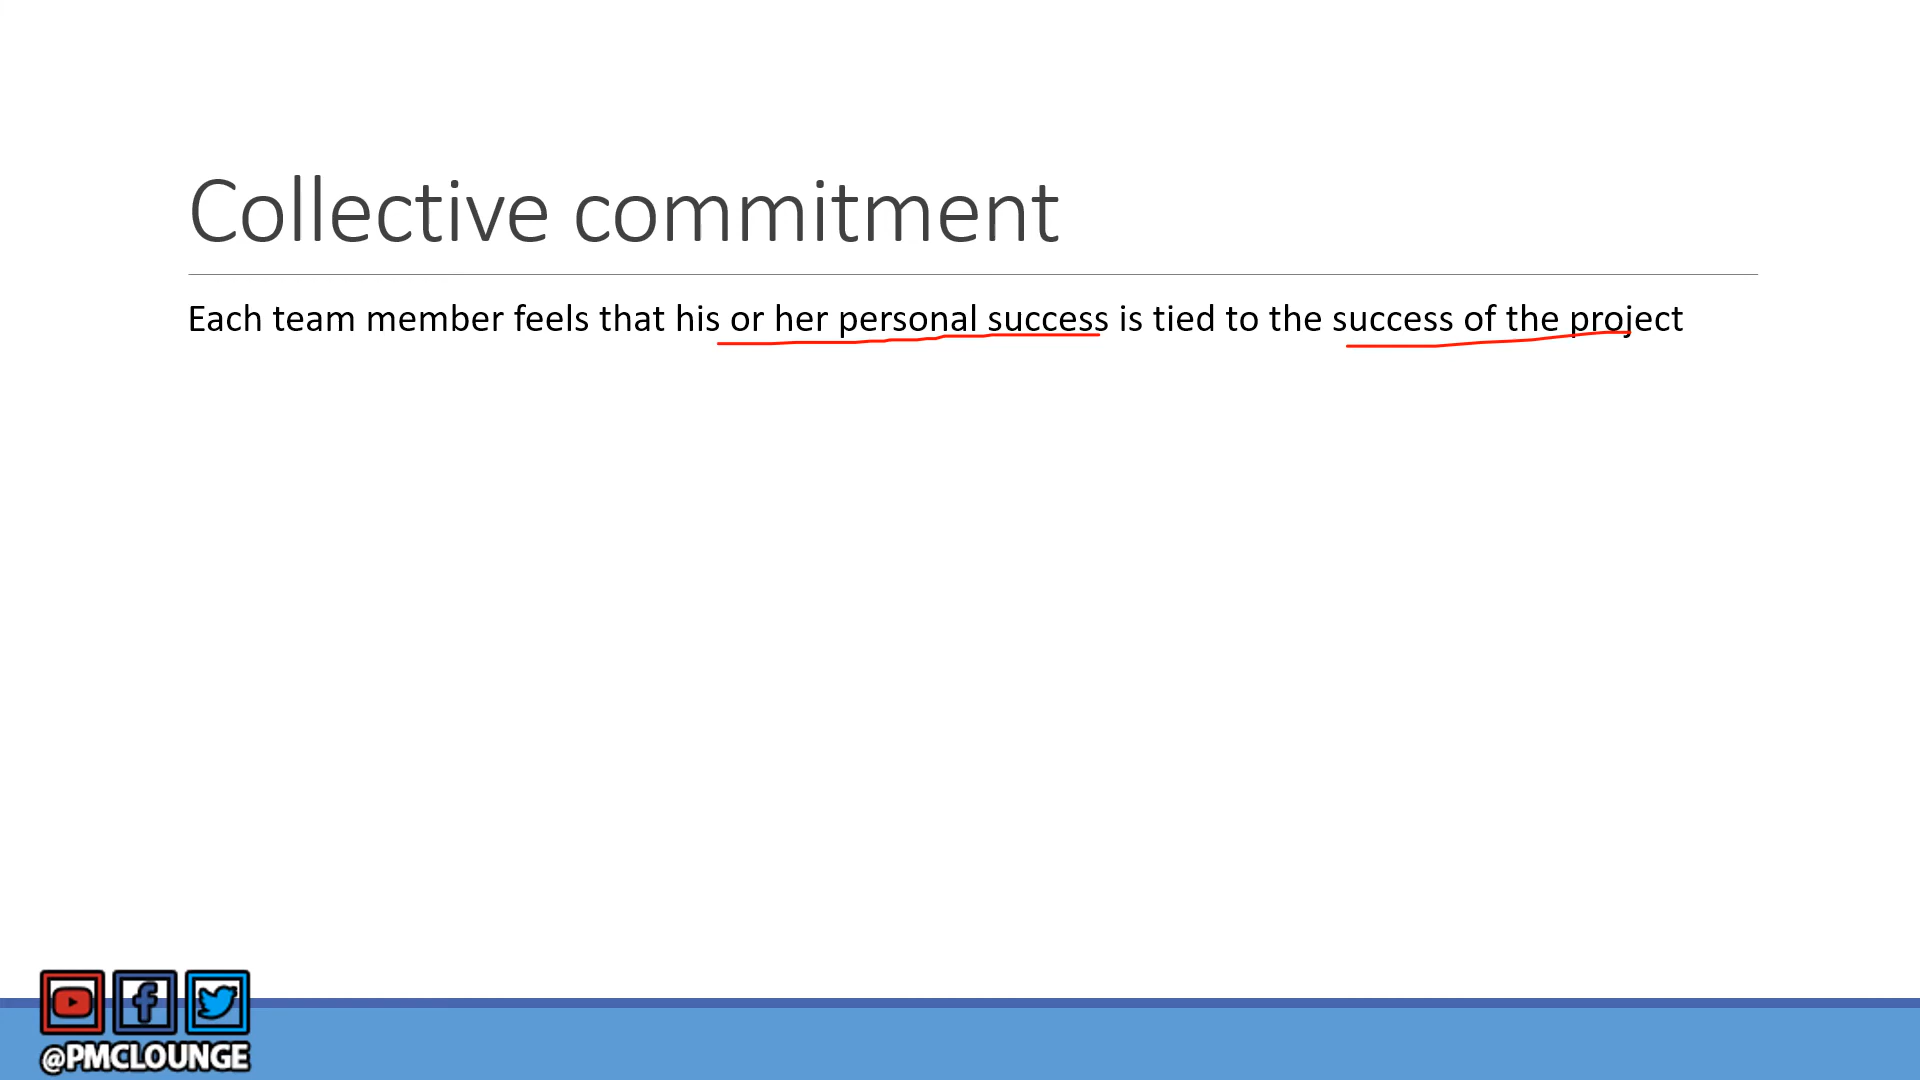 Collective commitment
Each team member feels that his or her personal success is tied to the success of the project
@PMCLOUNGE